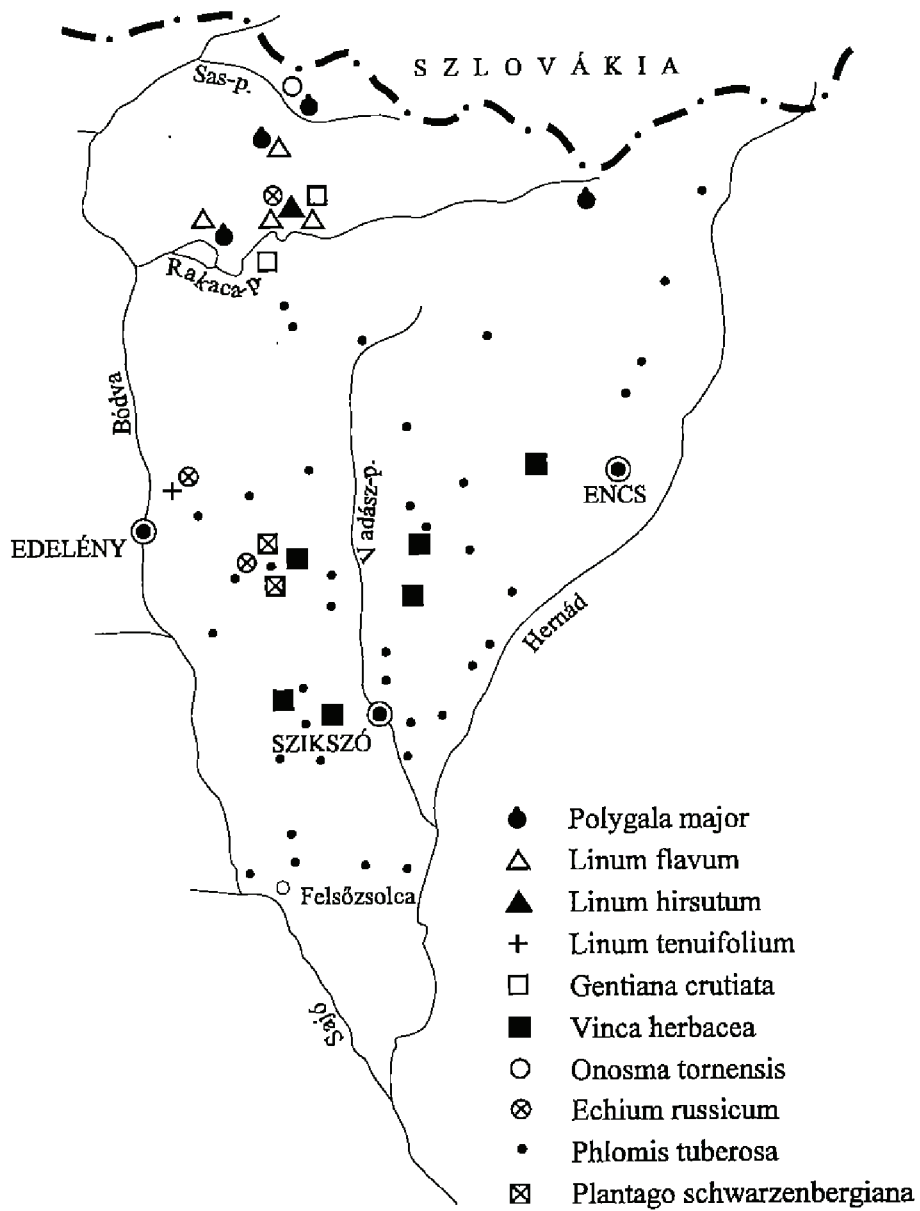 SZLOVÁKIA
Sas-p.
Rakaca-p.
Bódva
Vadász-p.
ENCS
EDELÉNY
Hernád
SZIKSZÓ
Felsőzsolca
Sajó
Polygala major
Linum flavum
Linum hirsutum
Linum tenuifolium
Gentiana crutiata
Vinca herbacea
Onosma tornensis
Echium russicum
Phlomis tuberosa
Plantago schwarzenbergiana